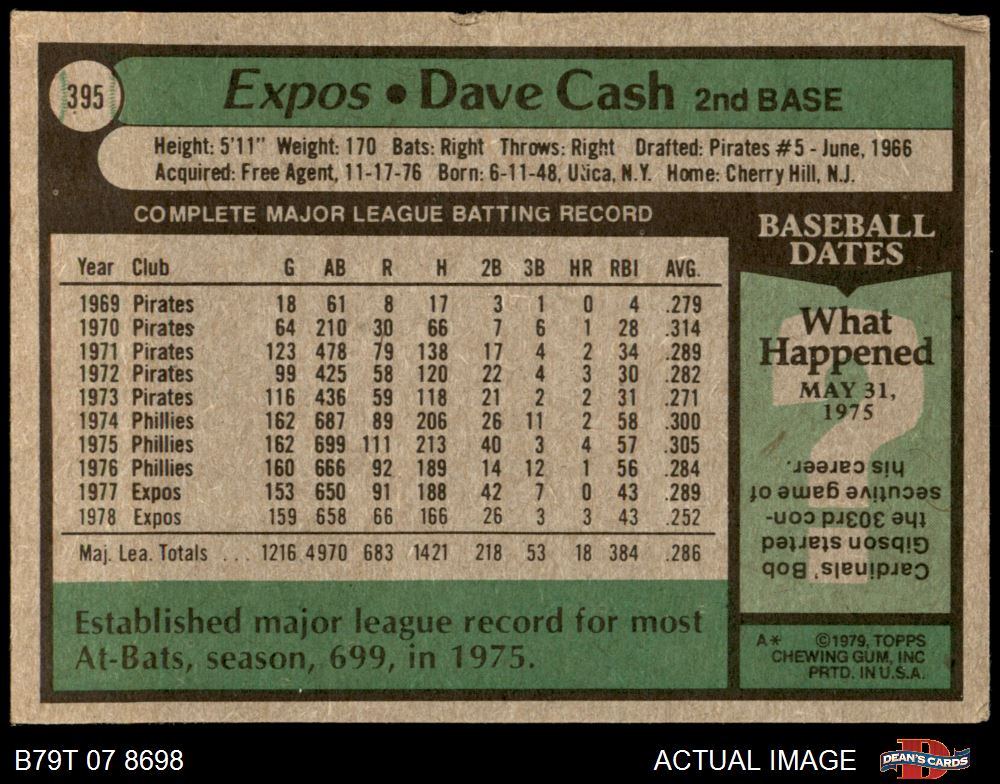 395
Expos • Dave Cash 2nd BASE
Height: 5'11" Weight: 170 Bats: Right Throws: Right Drafted: Pirates #5 - June, 1966
Acquired: Free Agent, 11-17-76 Born: 6-11-48, Utica, N.Y. Home: Cherry Hill, N.J.
COMPLETE MAJOR LEAGUE BATTING RECORD
Year Club G AB R H 2B 3B HR RBI AVG.
1969 Pirates 18 61 8 17 3 1 0 4 .279
1970 Pirates 64 210 30 66 7 6 1 28 .314
1971 Pirates 123 478 79 138 17 4 2 34 .289
1972 Pirates 99 425 58 120 22 4 3 30 .282
1973 Pirates 116 436 59 118 21 2 2 31 .271
1974 Phillies 162 687 89 206 26 11 2 58 .300
1975 Phillies 162 699 111 213 40 3 4 57 .305
1976 Phillies 160 666 92 189 14 12 1 56 .284
1977 Expos 153 650 91 188 42 7 0 43 .289
1978 Expos 159 658 66 166 26 3 3 43 .252
Maj. Lea. Totals ... 1216 4970 683 1421 218 53 18 384 .286
Established major league record for most
At-Bats, season, 699, in 1975.
BASEBALL
DATES
What
Happened
MAY 31,
1975
Cardinals' Bob
Gibson started
the 303rd con-
secutive game of
his career.
A* ©1979, TOPPS
CHEWING GUM, INC
PRTD. IN U.S.A.
B79T 07 8698
ACTUAL IMAGE
D
DEAN'S CARDS